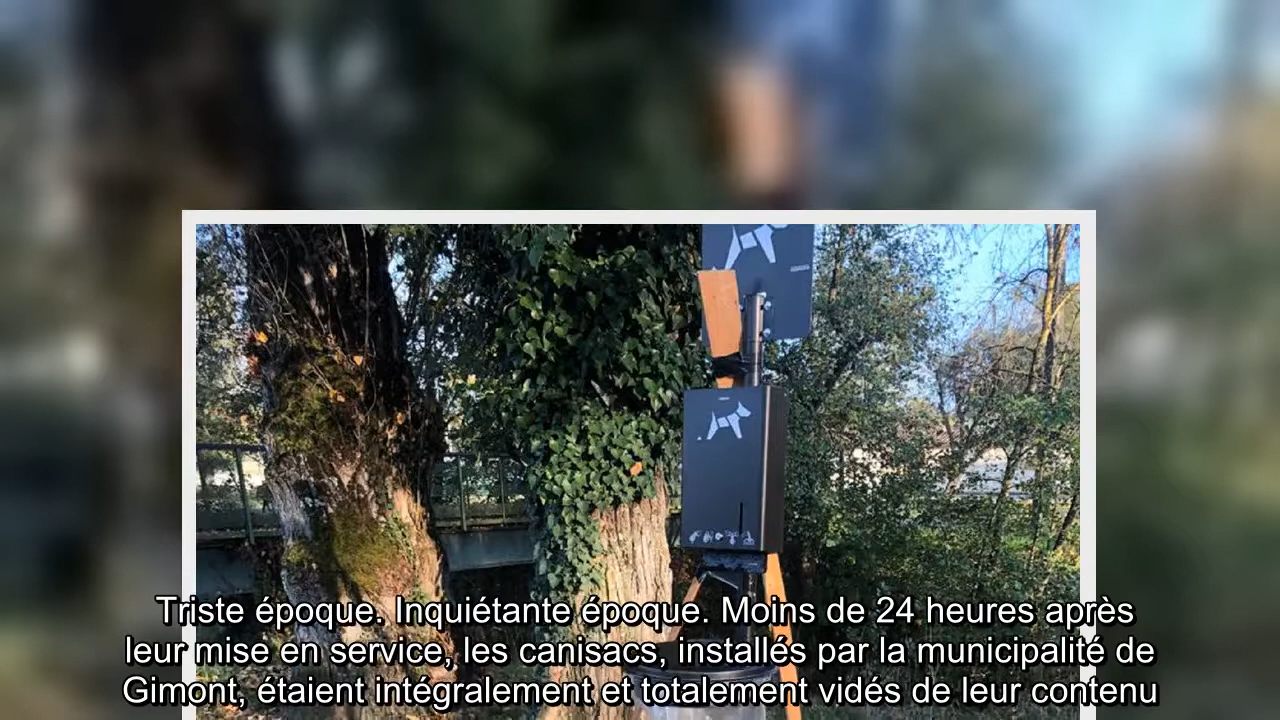 Triste époque. Inquiétante époque. Moins de 24 heures après
leur mise en service, les canisacs, installés par la municipalité de
Gimont, étaient intégralement et totalement vidés de leur contenu